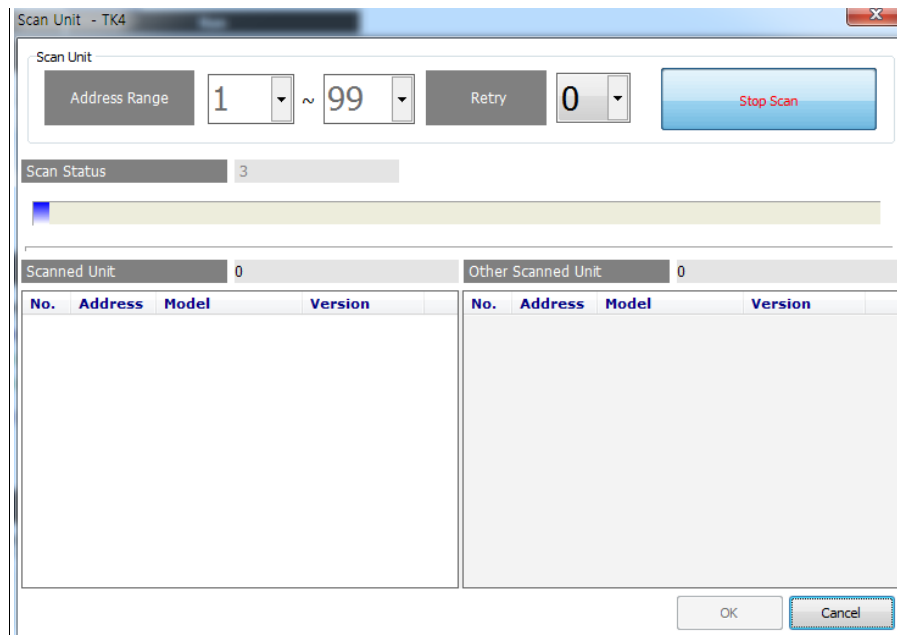 Scan Unit - TK4
x
Scan Unit
Address Range 1 ~ 99 Retry 0 Stop Scan
Scan Status 3
Scanned Unit 0 Other Scanned Unit 0
No. Address Model Version No. Address Model Version
OK Cancel